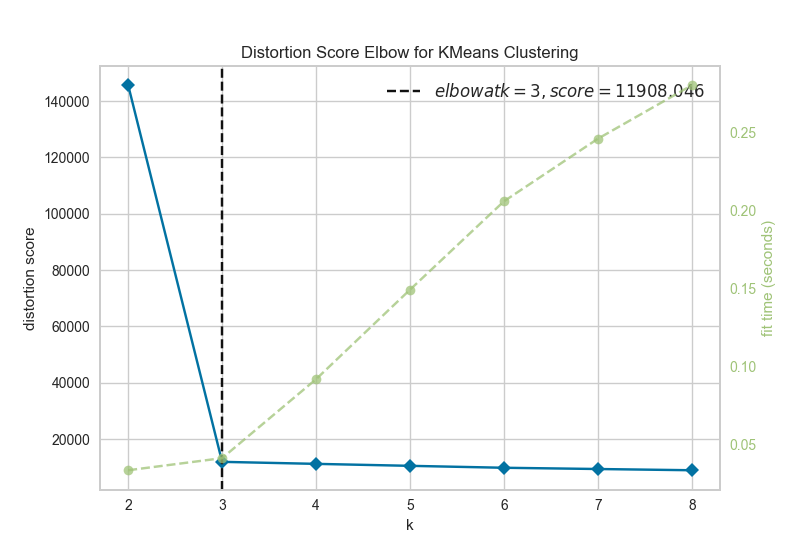 Distortion Score Elbow for KMeans Clustering
elbowatk = 3, score = 11908.046
distortion score
140000
120000
100000
80000
60000
40000
20000
0.25
0.20
0.15
0.10
0.05
fit time (seconds)
2 3 4 5 6 7 8
k